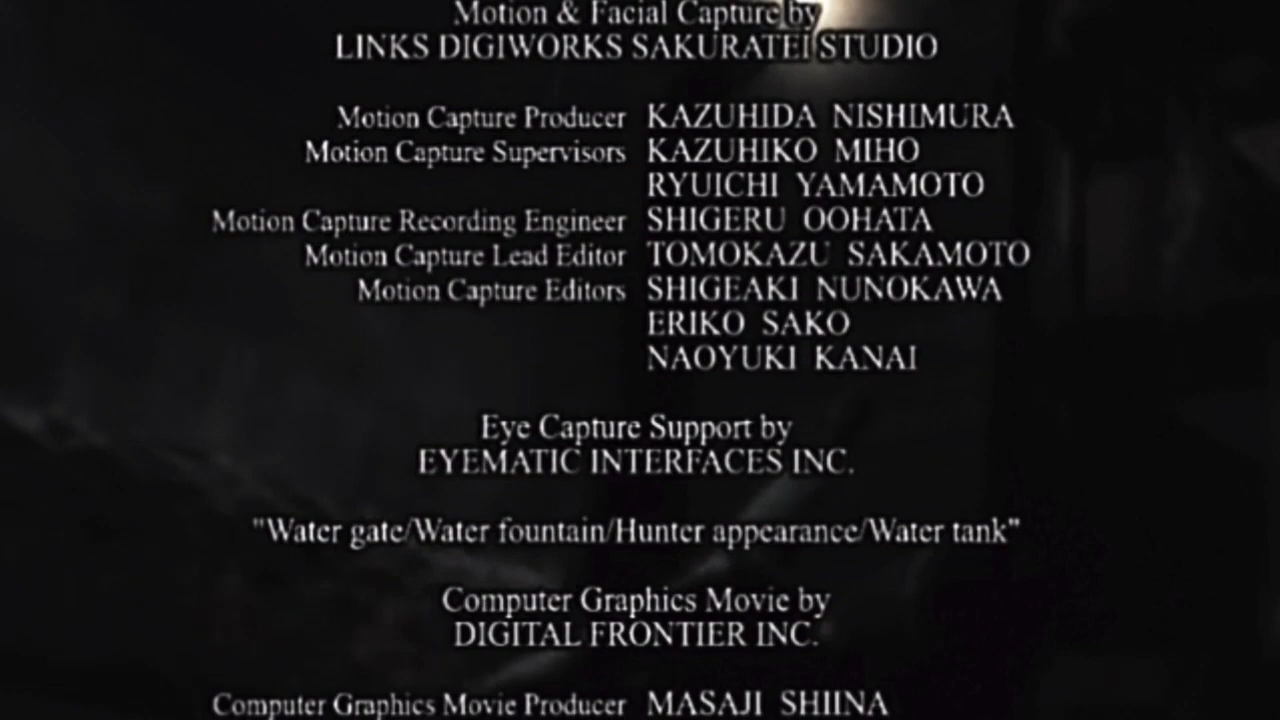 Motion & Facial Capture by
LINKS DIGIWORKS SAKURATEI STUDIO
Motion Capture Producer KAZUHIDA NISHIMURA
Motion Capture Supervisors KAZUHIKO MIHO
RYUICHI YAMAMOTO
Motion Capture Recording Engineer SHIGERU OOHATA
Motion Capture Lead Editor TOMOKAZU SAKAMOTO
Motion Capture Editors SHIGEAKI NUNOKAWA
ERIKO SAKO
NAOYUKI KANAI
Eye Capture Support by
EYEMATIC INTERFACES INC.
"Water gate/Water fountain/Hunter appearance/Water tank"
Computer Graphics Movie by
DIGITAL FRONTIER INC.
Computer Graphics Movie Producer MASAJI SHIINA